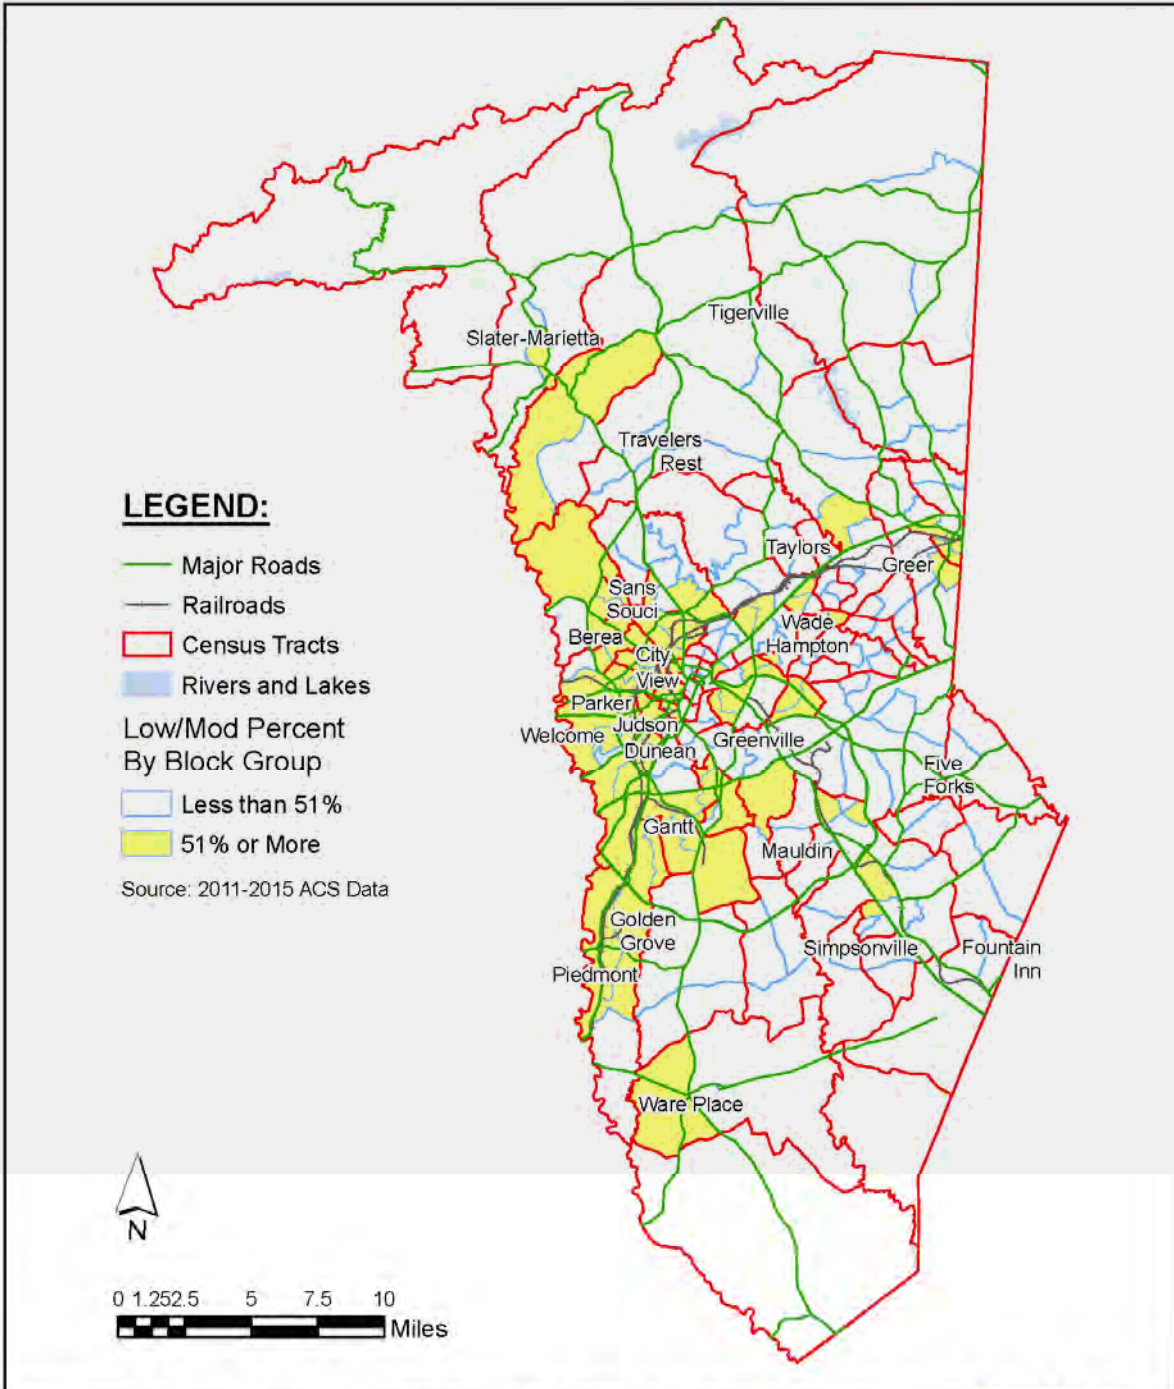 Tigerville
Slater-Marietta
Travelers
Rest
LEGEND:
Major Roads
Railroads
Census Tracts
Rivers and Lakes
Low/Mod Percent
By Block Group
Less than 51%
51% or More
Source: 2011-2015 ACS Data
Taylors
Greer
Sans
Souci
Wade
Hampton
Berea
City
View
Parker
Judson
Welcome
Dunean
Greenville
Five
Forks
Gantt
Mauldin
Golden
Grove
Simpsonville
Fountain
Inn
Piedmont
Ware Place
N
0 1.252.5 5 7.5 10
Miles